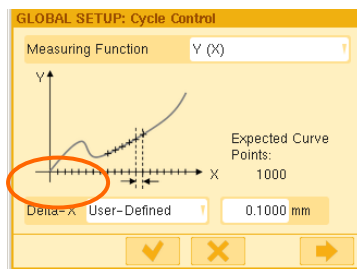 GLOBAL SETUP: Cycle Control
Measuring Function Y (X)
Y
X
Expected Curve
Points:
1000
Delta-X User-Defined 0.1000 mm